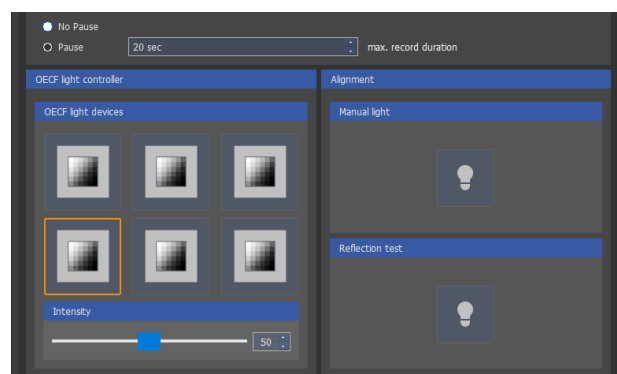 No Pause
Pause
20 sec
max. record duration
OECF light controller
Alignment
OECF light devices
Manual light
Reflection test
Intensity
50